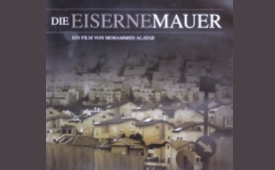 DIE EISERNE MAUER
EIN FILM VON MOHAMMED ALATAR